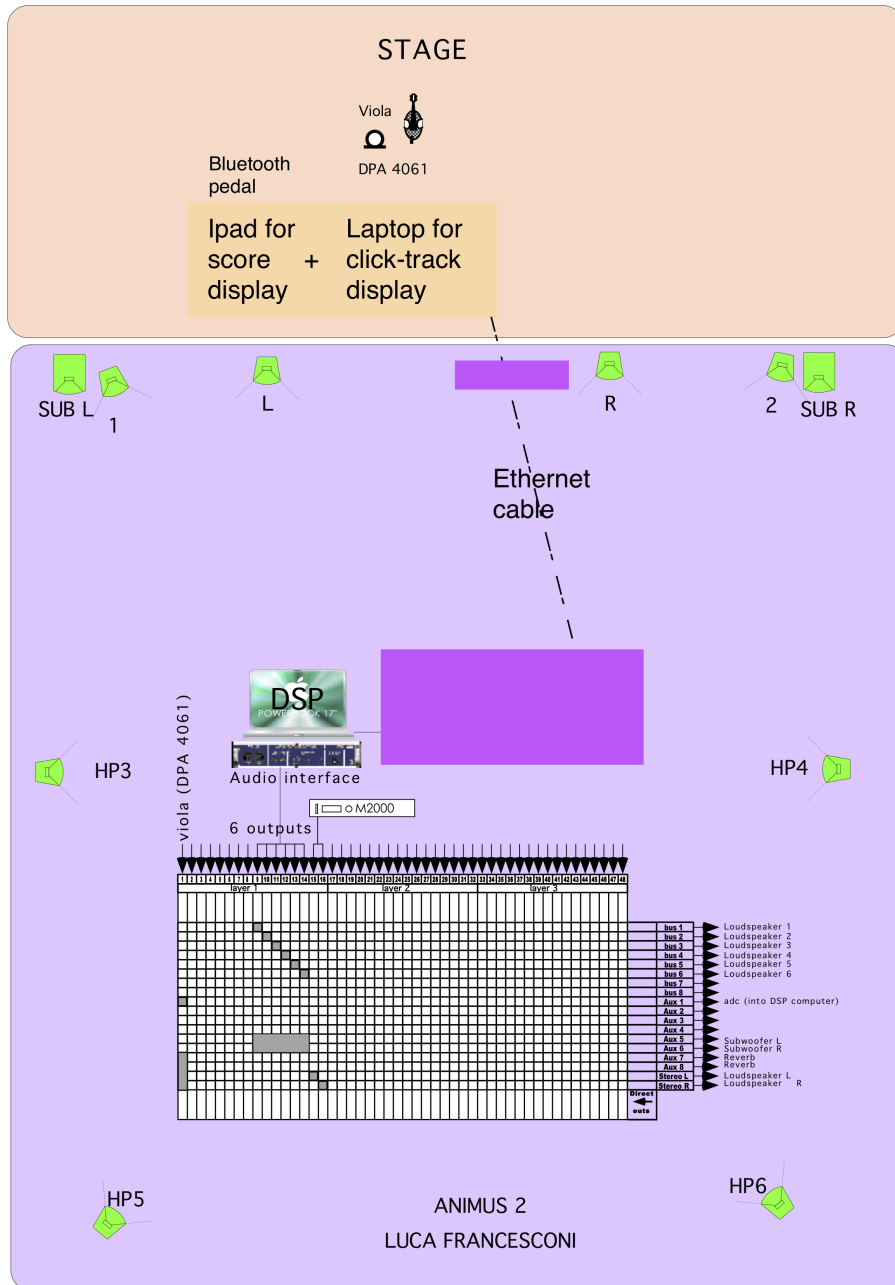 STAGE
Viola
DPA 4061
Bluetooth
pedal
Ipad for
score
display
+
Laptop for
click-track
display
SUB L
1
L
R
2
SUB R
Ethernet
cable
DSP
POWERBOOK 17"
Audio interface
viola (DPA 4061)
HP3
HP4
M2000
6 outputs
1 2 3 4 5 6 7 8 9 10 11 12 13 14 15 16 17 18 19 20 21 22 23 24 25 26 27 28 29 30 31 32 33 34 35 36 37 38 39 40 41 42 43 44 45 46 47 48
layer 1 layer 2 layer 3
bus 1 Loudspeaker 1
bus 2 Loudspeaker 2
bus 3 Loudspeaker 3
bus 4 Loudspeaker 4
bus 5 Loudspeaker 5
bus 6 Loudspeaker 6
bus 7
bus 8
Aux 1 adc (into DSP computer)
Aux 2
Aux 3
Aux 4
Aux 5 Subwoofer L
Aux 6 Subwoofer R
Aux 7 Reverb
Aux 8 Reverb
Stereo L Loudspeaker L
Stereo R Loudspeaker R
Direct
outs
HP5
HP6
ANIMUS 2
LUCA FRANCESCONI